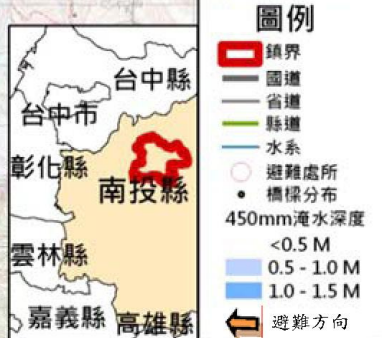 台中縣
台中市
彰化縣
南投縣
雲林縣
嘉義縣
高雄縣
圖例
鎮界
國道
省道
縣道
水系
避難處所
橋樑分布
450mm淹水深度
<0.5 M
0.5 - 1.0 M
1.0 - 1.5 M
避難方向